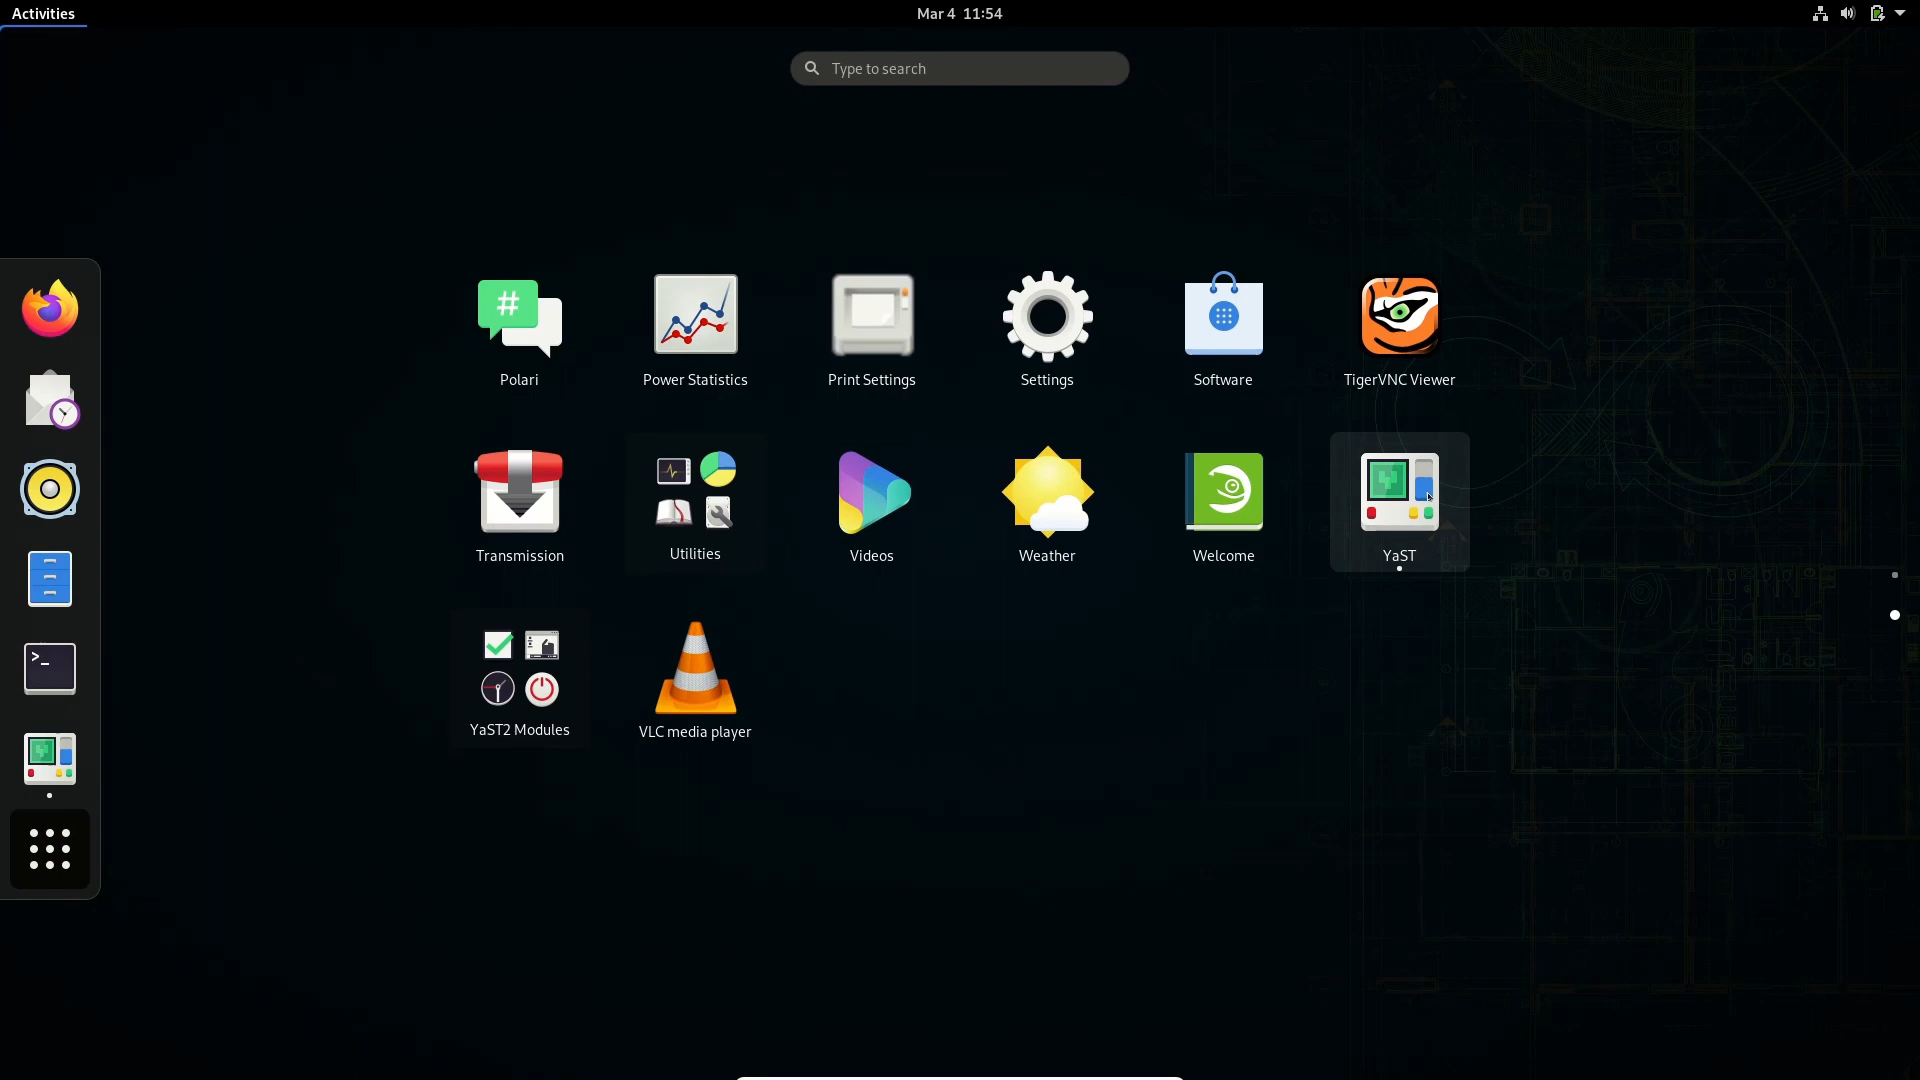 Activities
Mar 4 11:54
Type to search
Polari
Power Statistics
Print Settings
Settings
Software
TigerVNC Viewer
Transmission
Utilities
Videos
Weather
Welcome
YaST
YaST2 Modules
VLC media player